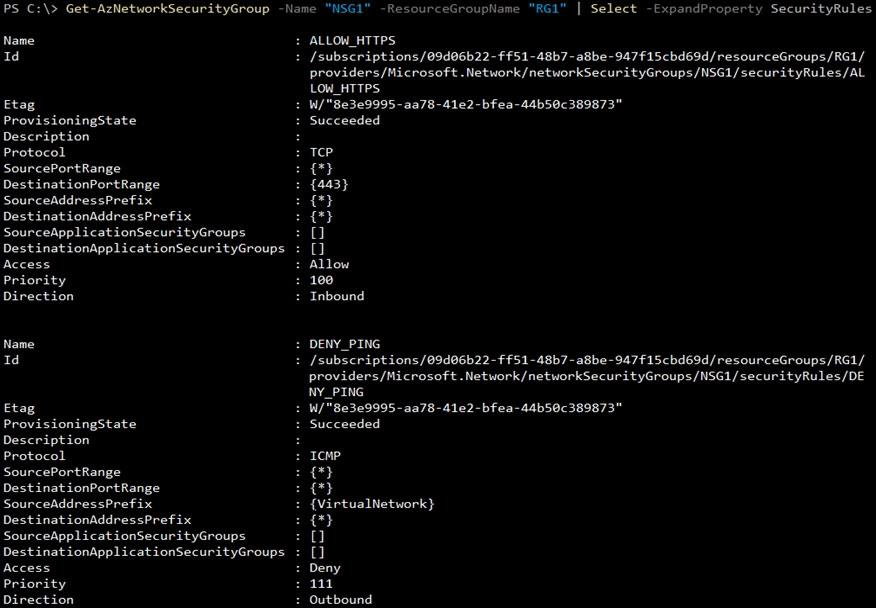 PS C:\> Get-AzNetworkSecurityGroup -Name "NSG1" -ResourceGroupName "RG1" | Select -ExpandProperty SecurityRules
Name : ALLOW_HTTPS
Id : /subscriptions/09d06b22-ff51-48b7-a8be-947f15cbd69d/resourceGroups/RG1/
providers/Microsoft.Network/networkSecurityGroups/NSG1/securityRules/AL
LOW_HTTPS
Etag : W/"8e3e9995-aa78-41e2-bfea-44b50c389873"
ProvisioningState : Succeeded
Description :
Protocol : TCP
SourcePortRange : {*}
DestinationPortRange : {443}
SourceAddressPrefix : {*}
DestinationAddressPrefix : {*}
SourceApplicationSecurityGroups : []
DestinationApplicationSecurityGroups : []
Access : Allow
Priority : 100
Direction : Inbound
Name : DENY_PING
Id : /subscriptions/09d06b22-ff51-48b7-a8be-947f15cbd69d/resourceGroups/RG1/
providers/Microsoft.Network/networkSecurityGroups/NSG1/securityRules/DE
NY_PING
Etag : W/"8e3e9995-aa78-41e2-bfea-44b50c389873"
ProvisioningState : Succeeded
Description :
Protocol : ICMP
SourcePortRange : {*}
DestinationPortRange : {*}
SourceAddressPrefix : {VirtualNetwork}
DestinationAddressPrefix : {*}
SourceApplicationSecurityGroups : []
DestinationApplicationSecurityGroups : []
Access : Deny
Priority : 111
Direction : Outbound